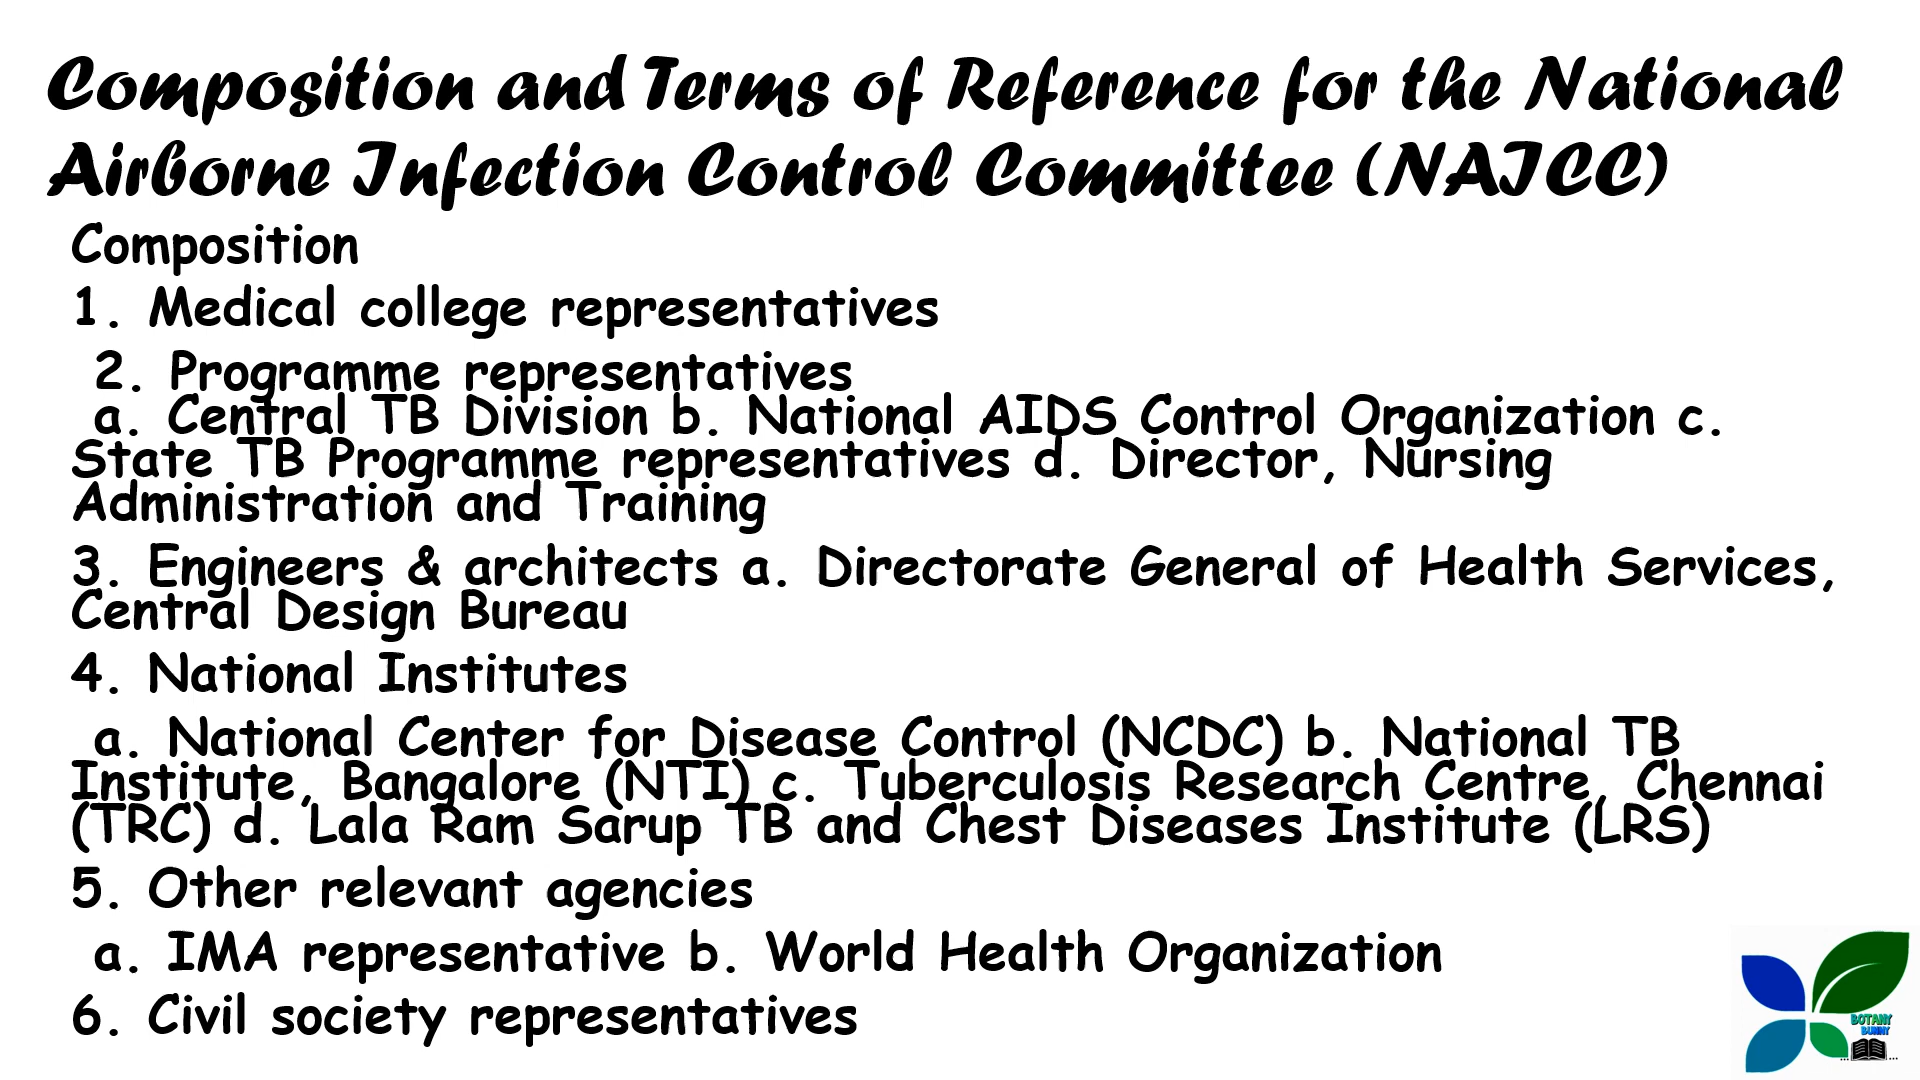 Composition and Terms of Reference for the National
Airborne Infection Control Committee (NAICC)
Composition
1. Medical college representatives
2. Programme representatives
a. Central TB Division b. National AIDS Control Organization c.
State TB Programme representatives d. Director, Nursing
Administration and Training
3. Engineers & architects a. Directorate General of Health Services,
Central Design Bureau
4. National Institutes
a. National Center for Disease Control (NCDC) b. National TB
Institute, Bangalore (NTI) c. Tuberculosis Research Centre, Chennai
(TRC) d. Lala Ram Sarup TB and Chest Diseases Institute (LRS)
5. Other relevant agencies
a. IMA representative b. World Health Organization
6. Civil society representatives
BOTANY
BUNNY